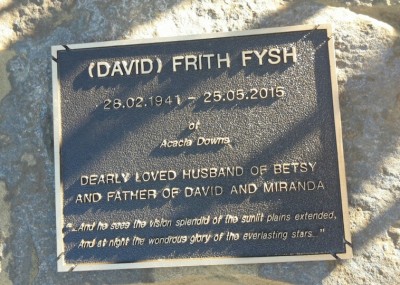 (DAVID) FRITH FYSH
28.02.1941 - 25.05.2015
of
Acacia Downs
DEARLY LOVED HUSBAND OF BETSY
AND FATHER OF DAVID AND MIRANDA
"...And he sees the vision splendid of the sunlit plains extended,
And at night the wondrous glory of the everlasting stars..."